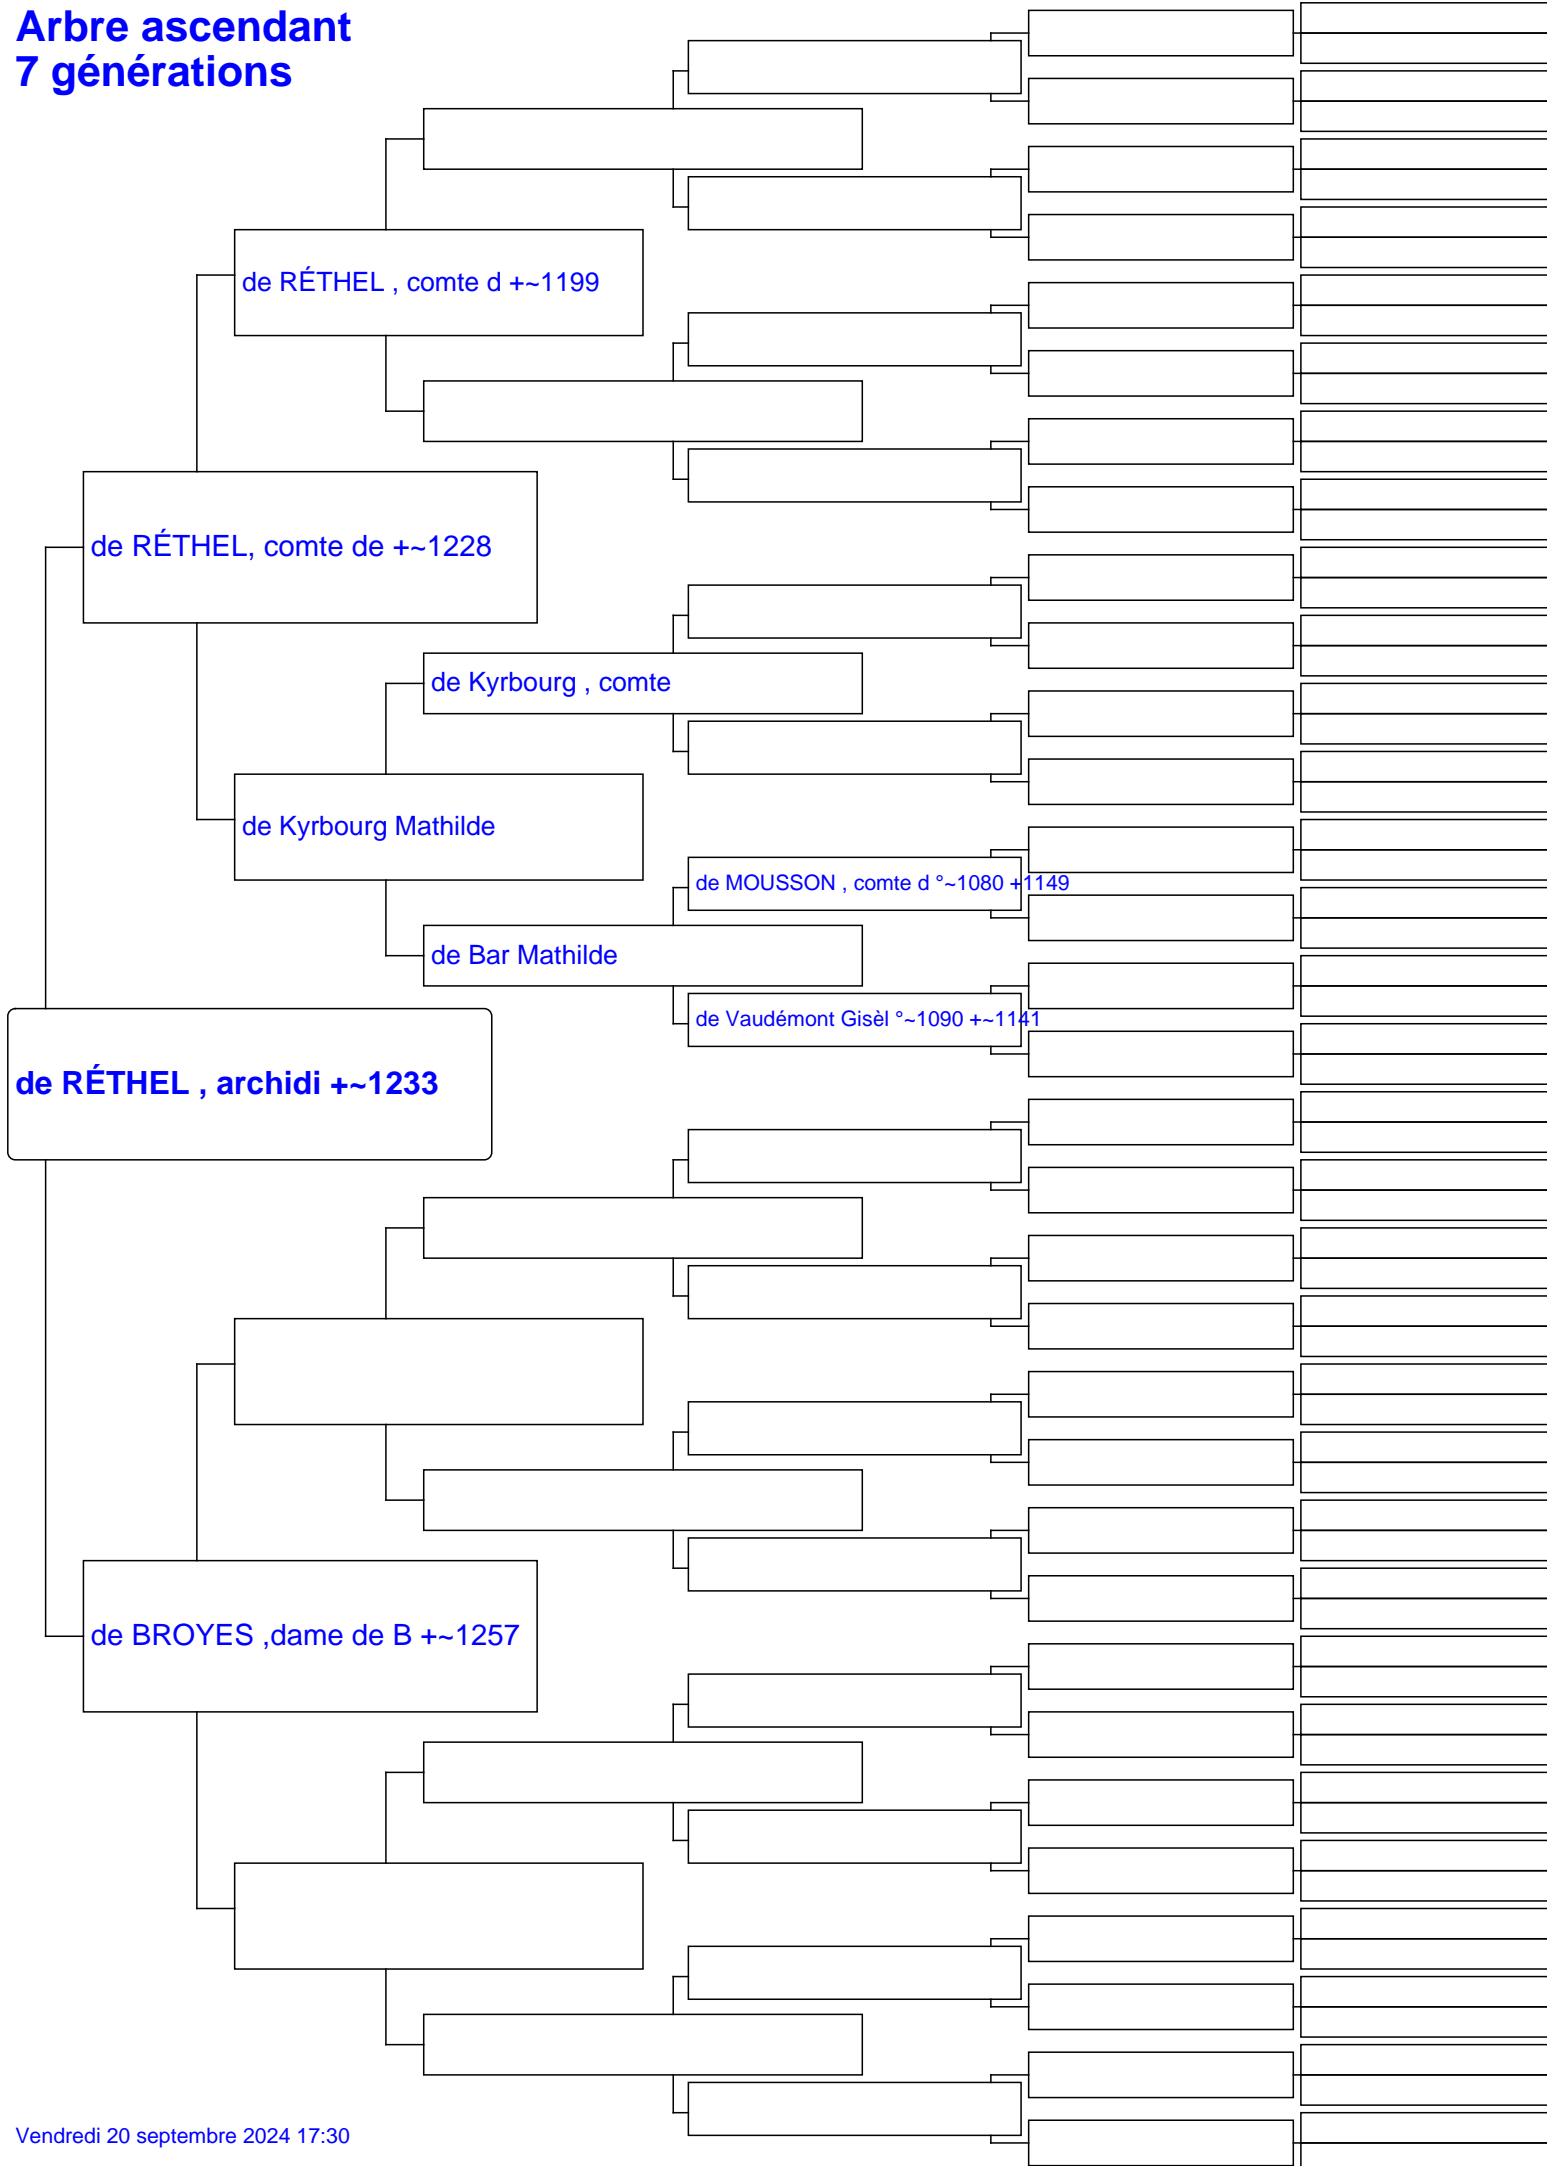 Arbre ascendant
7 générations
de RÉTHEL , comte d +~1199
de RÉTHEL, comte de +~1228
de Kyrbourg , comte
de Kyrbourg Mathilde
de MOUSSON , comte d °~1080 +1149
de Bar Mathilde
de Vaudémont Gisèl °~1090 +~1141
de RÉTHEL , archidi +~1233
de BROYES ,dame de B +~1257
Vendredi 20 septembre 2024 17:30